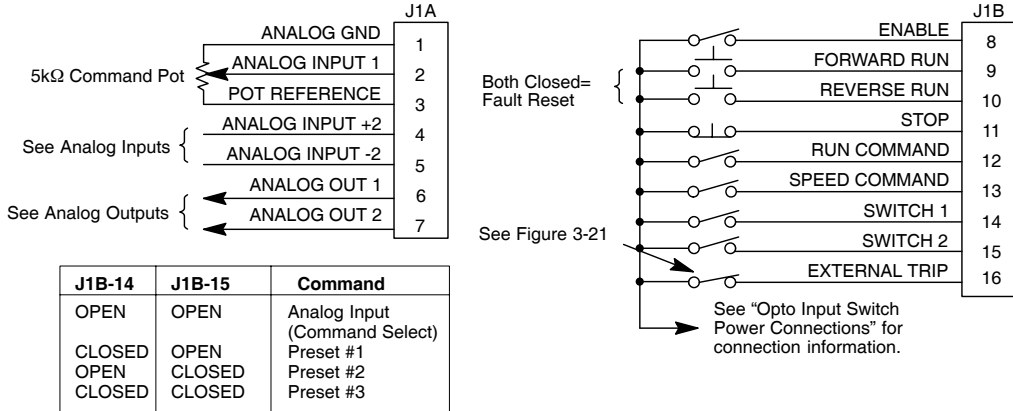 J1A
ANALOG GND
1
ANALOG INPUT 1
2
5kΩ Command Pot
POT REFERENCE
3
ANALOG INPUT +2
4
See Analog Inputs {
ANALOG INPUT -2
5
ANALOG OUT 1
6
See Analog Outputs {
ANALOG OUT 2
7
J1B-14 J1B-15 Command
OPEN OPEN Analog Input
(Command Select)
CLOSED OPEN Preset #1
OPEN CLOSED Preset #2
CLOSED CLOSED Preset #3
J1B
ENABLE
8
FORWARD RUN
9
Both Closed=
Fault Reset
REVERSE RUN
10
STOP
11
RUN COMMAND
12
SPEED COMMAND
13
SWITCH 1
14
See Figure 3-21
SWITCH 2
15
EXTERNAL TRIP
16
See “Opto Input Switch
Power Connections” for
connection information.